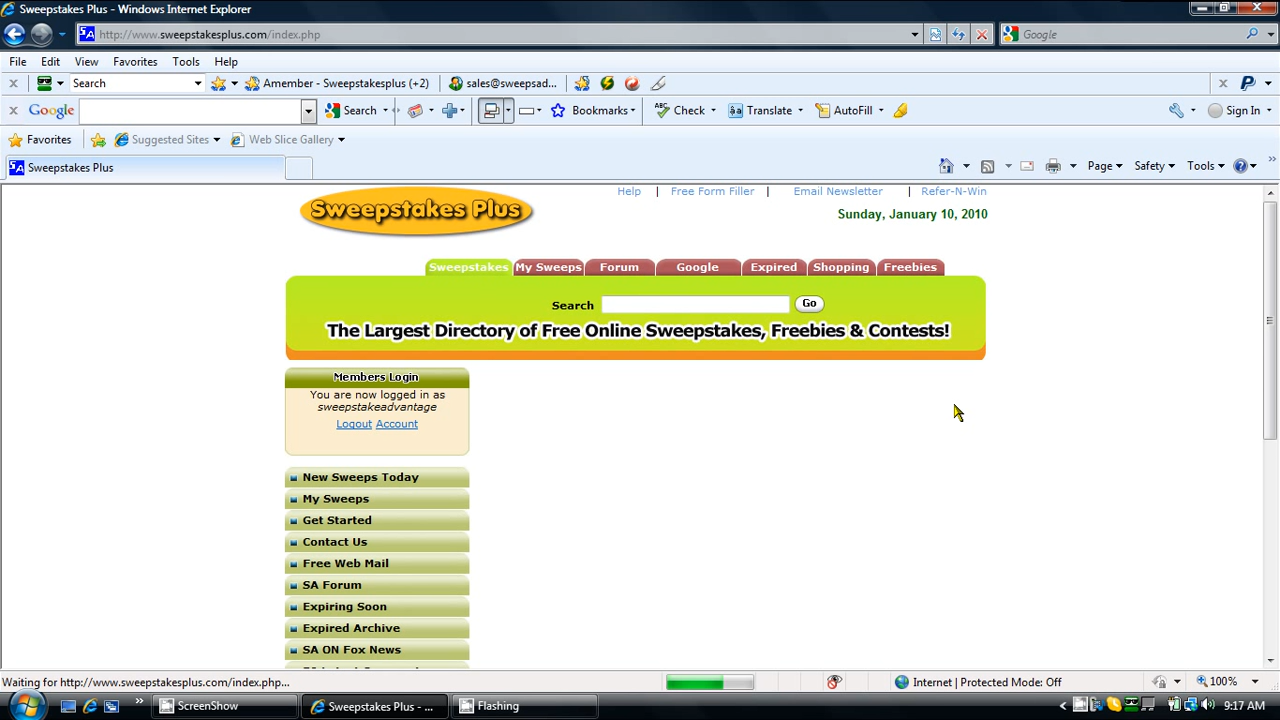 Sweepstakes Plus - Windows Internet Explorer
http://www.sweepstakesplus.com/index.php
Google
File Edit View Favorites Tools Help
Search Amember - Sweepstakesplus (+2) sales@sweepsad...
Google Search Bookmarks Check Translate AutoFill Sign In
Favorites Suggested Sites Web Slice Gallery
Sweepstakes Plus Page Safety Tools
Help | Free Form Filler | Email Newsletter | Refer-N-Win
Sweepstakes Plus
Sunday, January 10, 2010
Sweepstakes My Sweeps Forum Google Expired Shopping Freebies
Search Go
The Largest Directory of Free Online Sweepstakes, Freebies & Contests!
Members Login
You are now logged in as
sweepstakeadvantage
Logout Account
New Sweeps Today
My Sweeps
Get Started
Contact Us
Free Web Mail
SA Forum
Expiring Soon
Expired Archive
SA ON Fox News
Waiting for http://www.sweepstakesplus.com/index.php... Internet | Protected Mode: Off 100%
ScreenShow Sweepstakes Plus - ... Flashing 9:17 AM